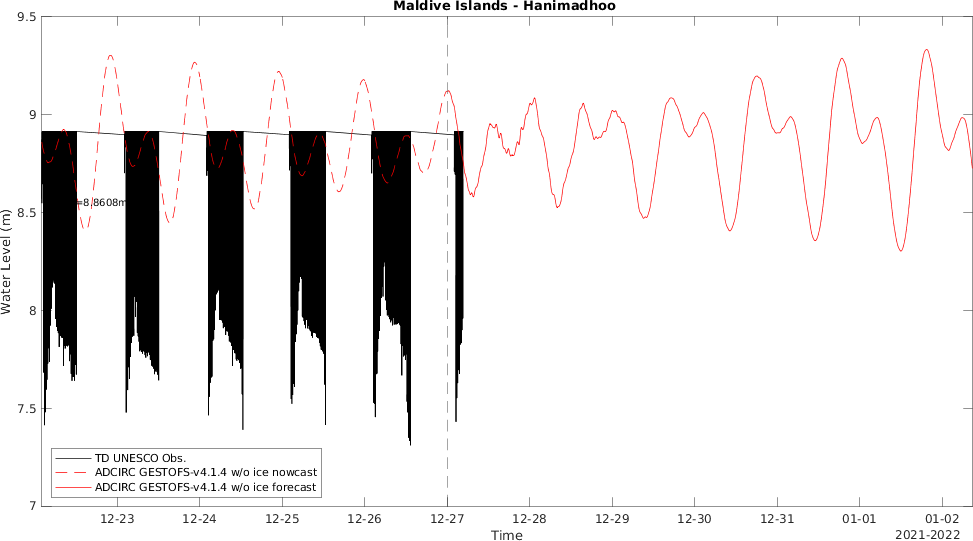 Maldive Islands - Hanimadhoo
Water Level (m)
9.5
9
8.5
8
7.5
7
=8.8608m
TD UNESCO Obs.
ADCIRC GESTOFS-v4.1.4 w/o ice nowcast
ADCIRC GESTOFS-v4.1.4 w/o ice forecast
12-23 12-24 12-25 12-26 12-27 12-28 12-29 12-30 12-31 01-01 01-02
Time
2021-2022